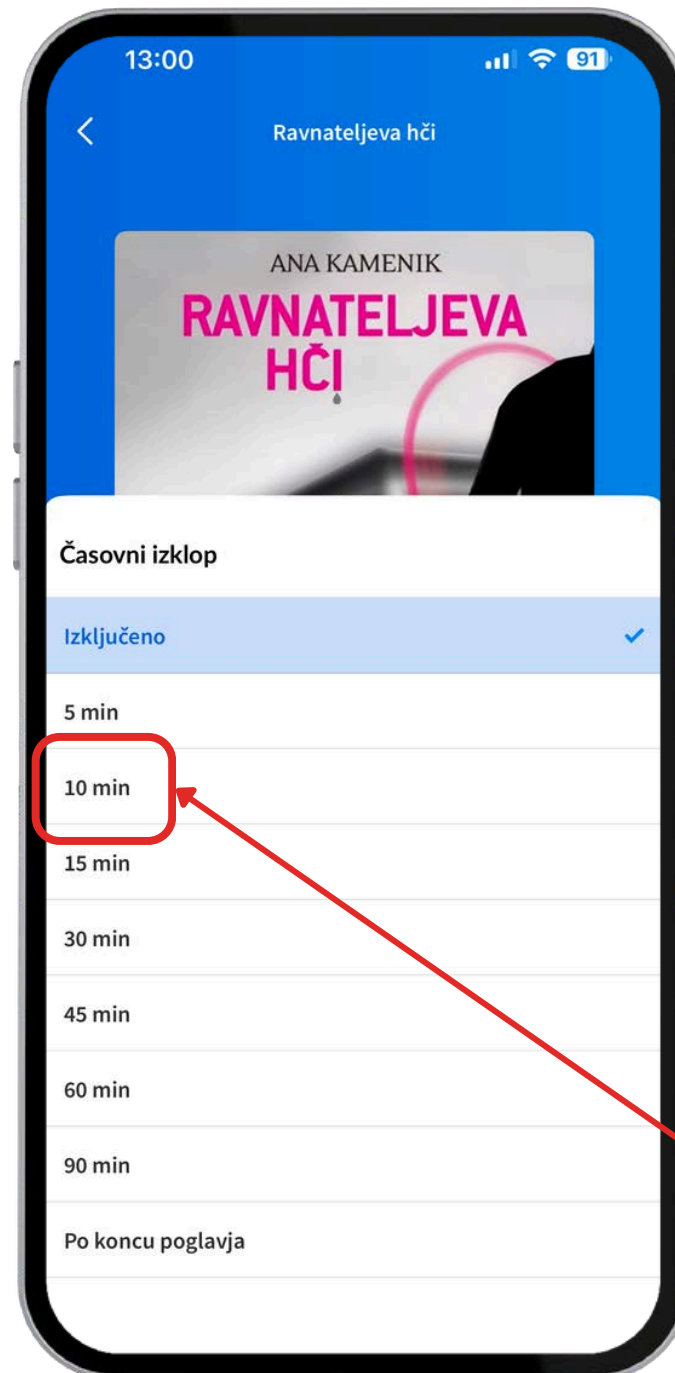 13:00
91
Ravnateljeva hči
ANA KAMENIK
RAVNATELJEVA
HČI
Časovni izklop
Izključeno
5 min
10 min
15 min
30 min
45 min
60 min
90 min
Po koncu poglavja